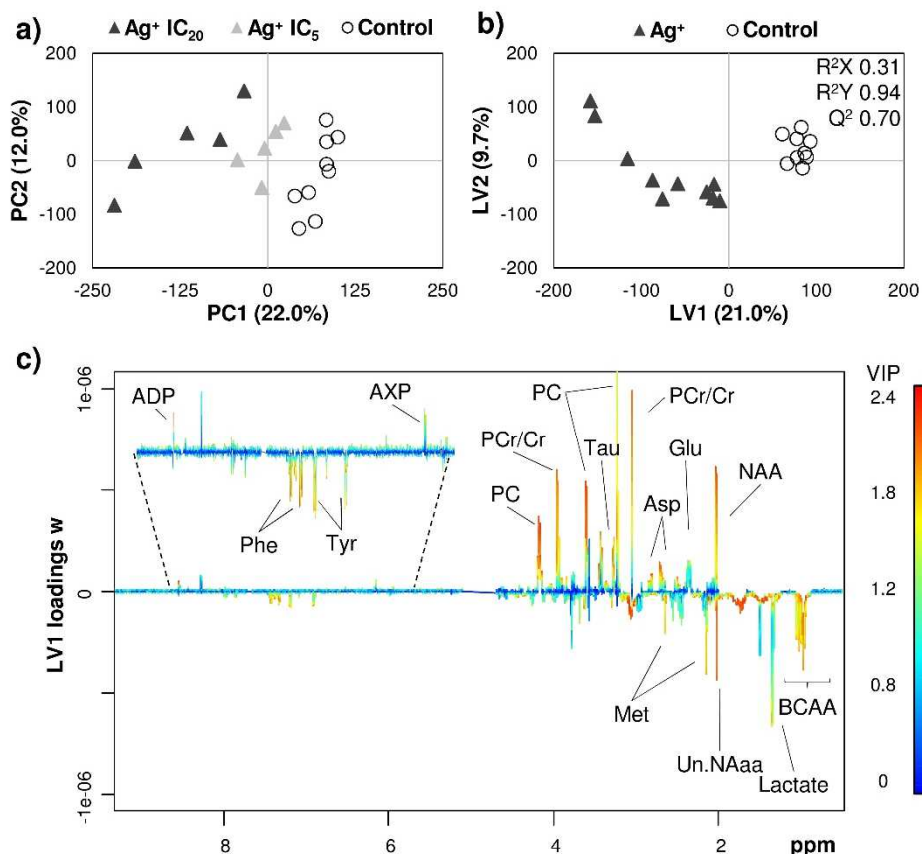 a) ▲ Ag⁺ IC₂₀ ▲ Ag⁺ IC₅ ○ Control
200
100
0
-100
-200
PC2 (12.0%)
-250 -125 0 125 250
PC1 (22.0%)
b) ▲ Ag⁺ ○ Control
R²X 0.31
R²Y 0.94
Q² 0.70
200
100
0
-100
-200
LV2 (9.7%)
-200 -100 0 100 200
LV1 (21.0%)
c)
VIP
1e-06
0
-1e-06
LV1 loadings w
ADP
AXP
Phe
Tyr
PC
PCr/Cr
PC
Tau
PCr/Cr
Asp
Glu
NAA
Met
Un.NAaa
Lactate
BCAA
2.4
1.8
1.2
0.8
0
8 6 4 2 ppm